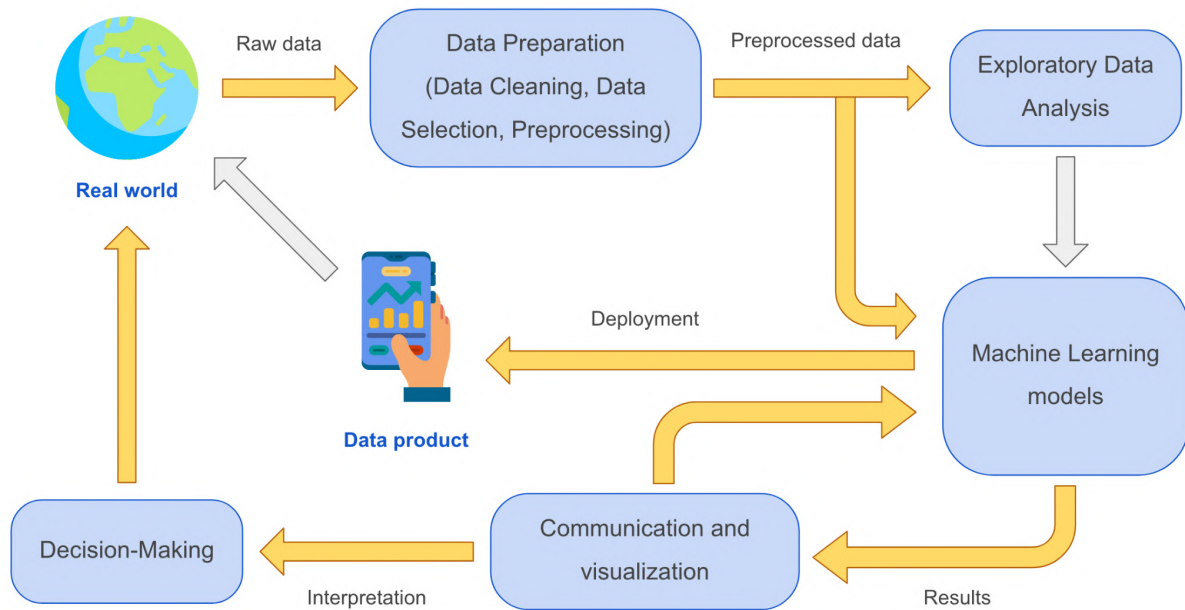 Raw data
Data Preparation
(Data Cleaning, Data
Selection, Preprocessing)
Preprocessed data
Exploratory Data
Analysis
Real world
Deployment
Machine Learning
models
Data product
Decision-Making
Interpretation
Communication and
visualization
Results